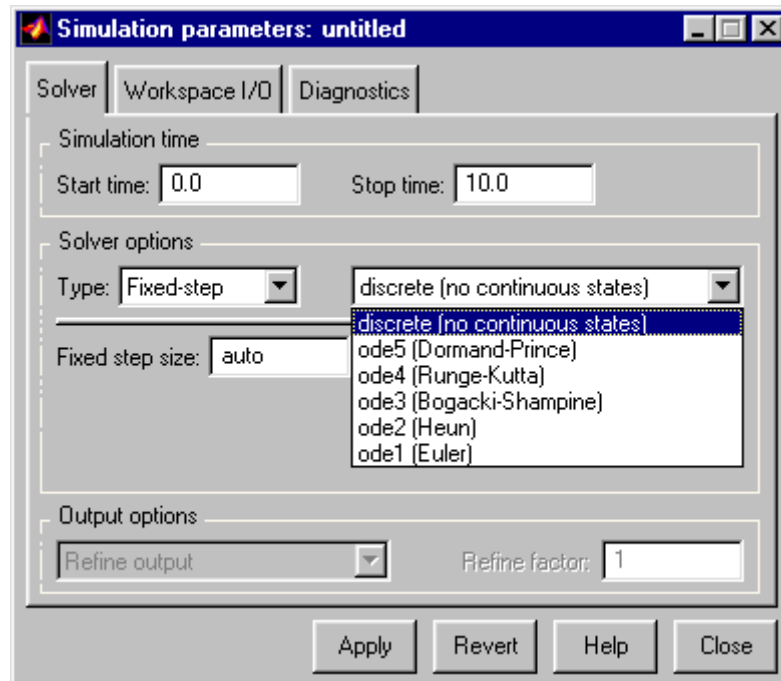 Simulation parameters: untitled
Solver Workspace I/O Diagnostics
Simulation time
Start time: 0.0 Stop time: 10.0
Solver options
Type: Fixed-step discrete (no continuous states)
discrete (no continuous states)
Fixed step size: auto
ode5 (Dormand-Prince)
ode4 (Runge-Kutta)
ode3 (Bogacki-Shampine)
ode2 (Heun)
ode1 (Euler)
Output options
Refine output Refine factor: 1
Apply Revert Help Close